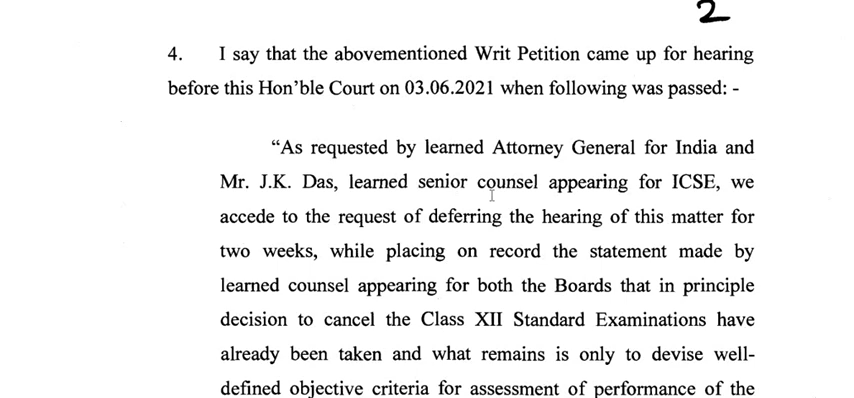 2
4. I say that the abovementioned Writ Petition came up for hearing
before this Hon'ble Court on 03.06.2021 when following was passed: -
“As requested by learned Attorney General for India and
Mr. J.K. Das, learned senior counsel appearing for ICSE, we
accede to the request of deferring the hearing of this matter for
two weeks, while placing on record the statement made by
learned counsel appearing for both the Boards that in principle
decision to cancel the Class XII Standard Examinations have
already been taken and what remains is only to devise well-
defined objective criteria for assessment of performance of the